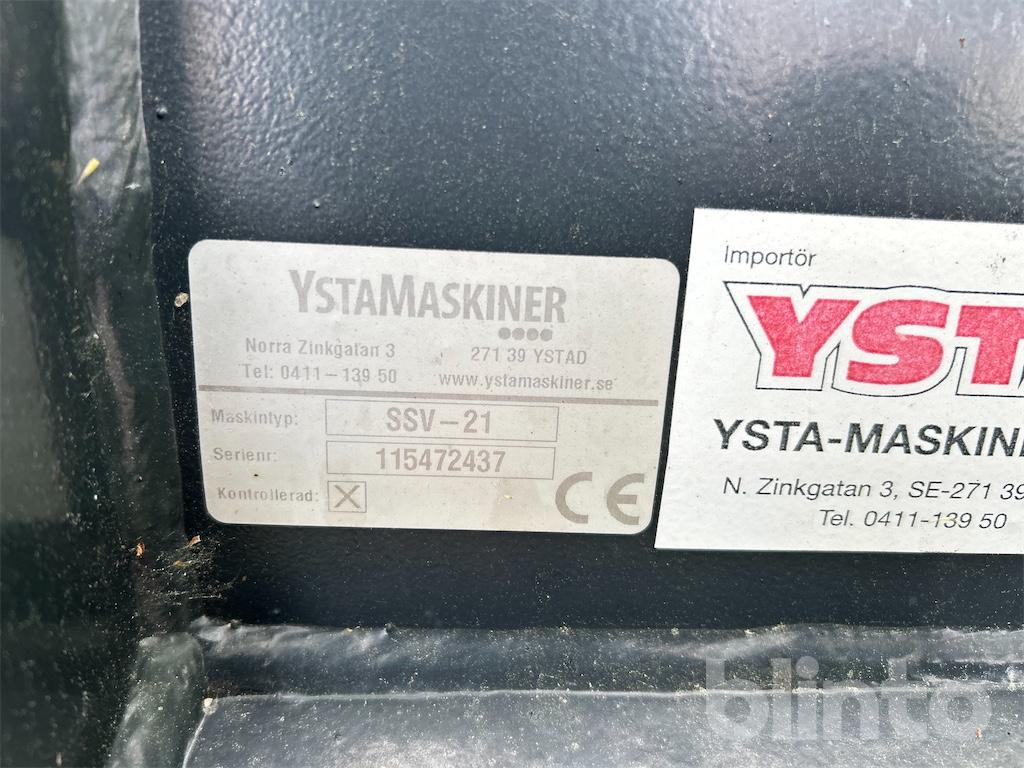 YSTAMASKINER
Norra Zinkgatan 3 271 39 YSTAD
Tel: 0411-139 50 www.ystamaskiner.se
Maskintyp: SSV-21
Serienr: 115472437
Kontrollerad: X CE
Importör
YST
YSTA-MASKINE
N. Zinkgatan 3, SE-271 39
Tel. 0411-139 50
blinto